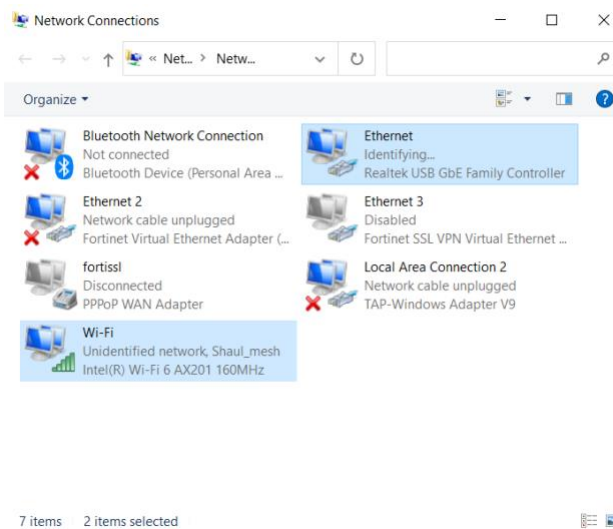 Network Connections
« Net... > Netw...
Organize
?
Bluetooth Network Connection
Not connected
Bluetooth Device (Personal Area ...
Ethernet
Identifying...
Realtek USB GbE Family Controller
Ethernet 2
Network cable unplugged
Fortinet Virtual Ethernet Adapter (...
Ethernet 3
Disabled
Fortinet SSL VPN Virtual Ethernet ...
fortissl
Disconnected
PPPoP WAN Adapter
Local Area Connection 2
Network cable unplugged
TAP-Windows Adapter V9
Wi-Fi
Unidentified network, Shaul_mesh
Intel(R) Wi-Fi 6 AX201 160MHz
7 items 2 items selected